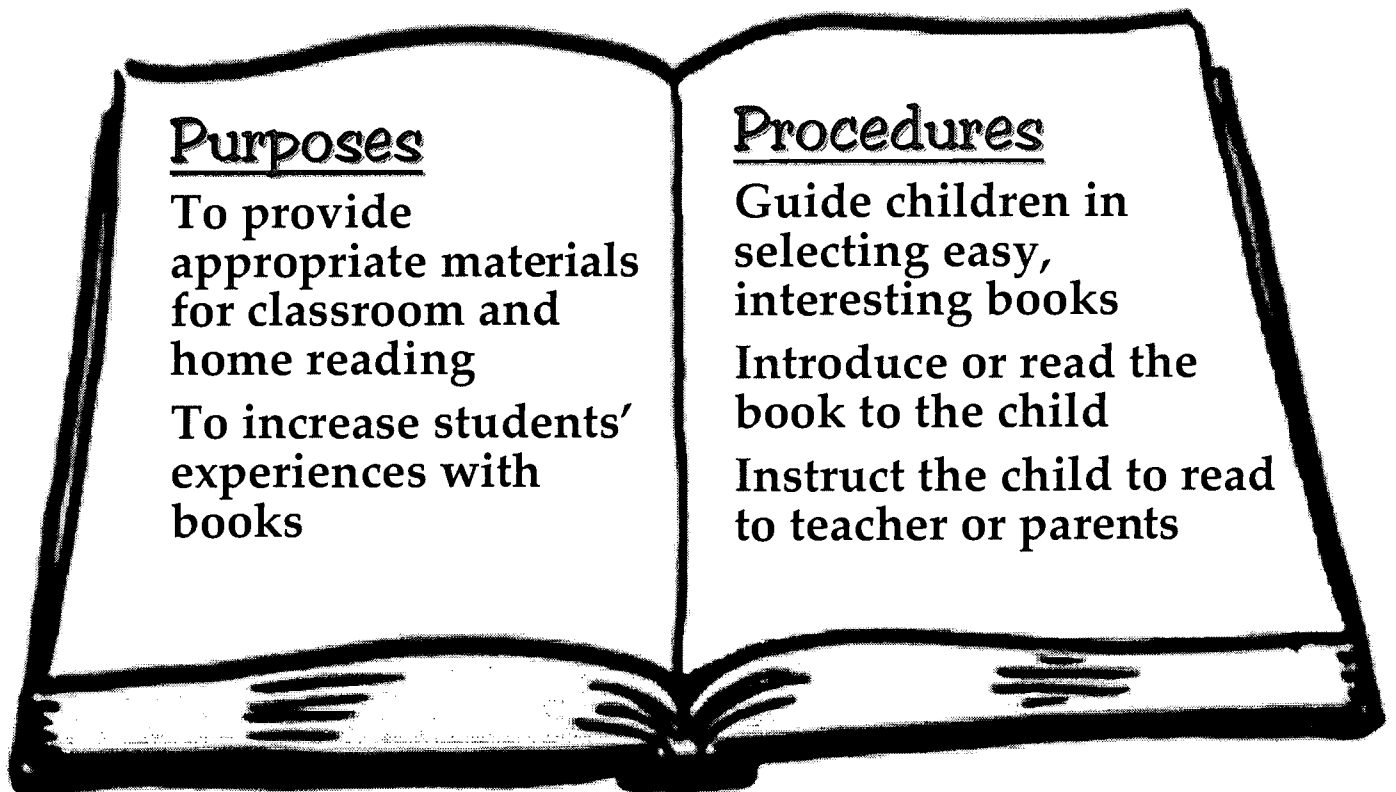 Purposes
To provide
appropriate materials
for classroom and
home reading
To increase students’
experiences with
books
Procedures
Guide children in
selecting easy,
interesting books
Introduce or read the
book to the child
Instruct the child to read
to teacher or parents